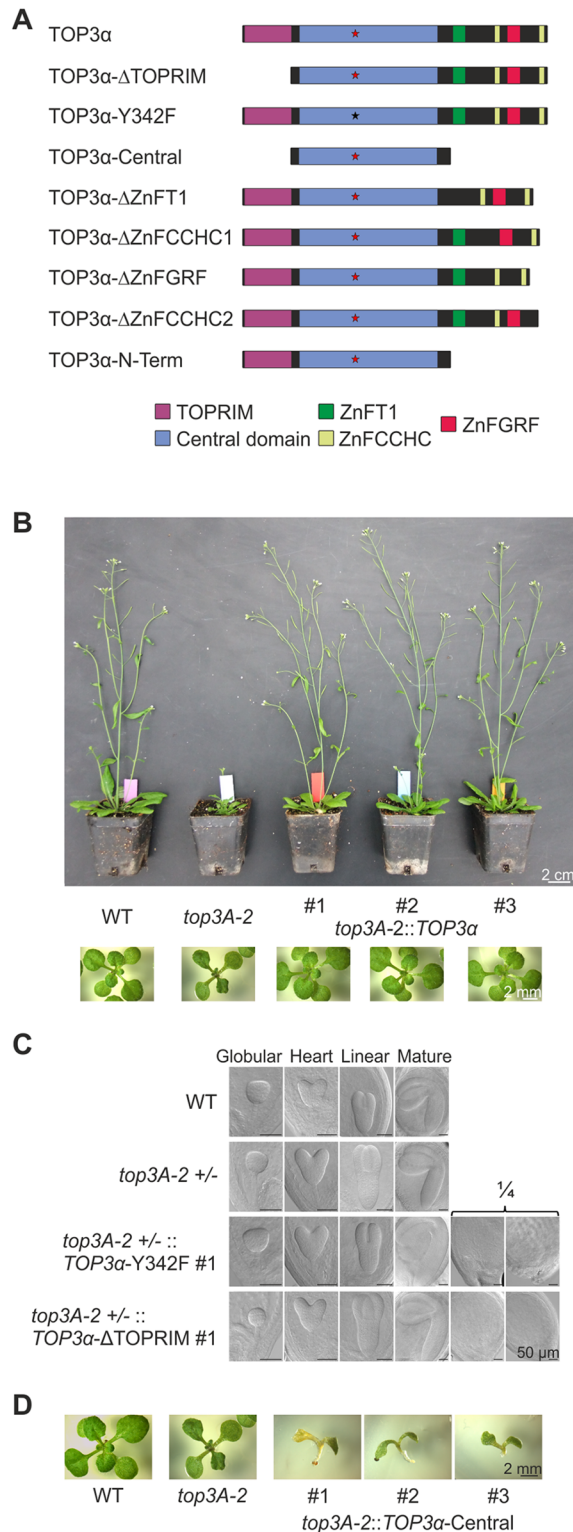 A
TOP3α
TOP3α-ΔTOPRIM
TOP3α-Y342F
TOP3α-Central
TOP3α-ΔZnFT1
TOP3α-ΔZnFCCHC1
TOP3α-ΔZnFGRF
TOP3α-ΔZnFCCHC2
TOP3α-N-Term
TOPRIM
ZnFT1
ZnFGRF
Central domain
ZnFCCHC
B
2 cm
WT
top3A-2
#1
#2
#3
top3A-2::TOP3α
2 mm
C
Globular Heart Linear Mature
WT
top3A-2 +/-
¼
top3A-2 +/- ::
TOP3α-Y342F #1
top3A-2 +/- ::
TOP3α-ΔTOPRIM #1
50 µm
D
2 mm
WT
top3A-2
#1
#2
#3
top3A-2::TOP3α-Central